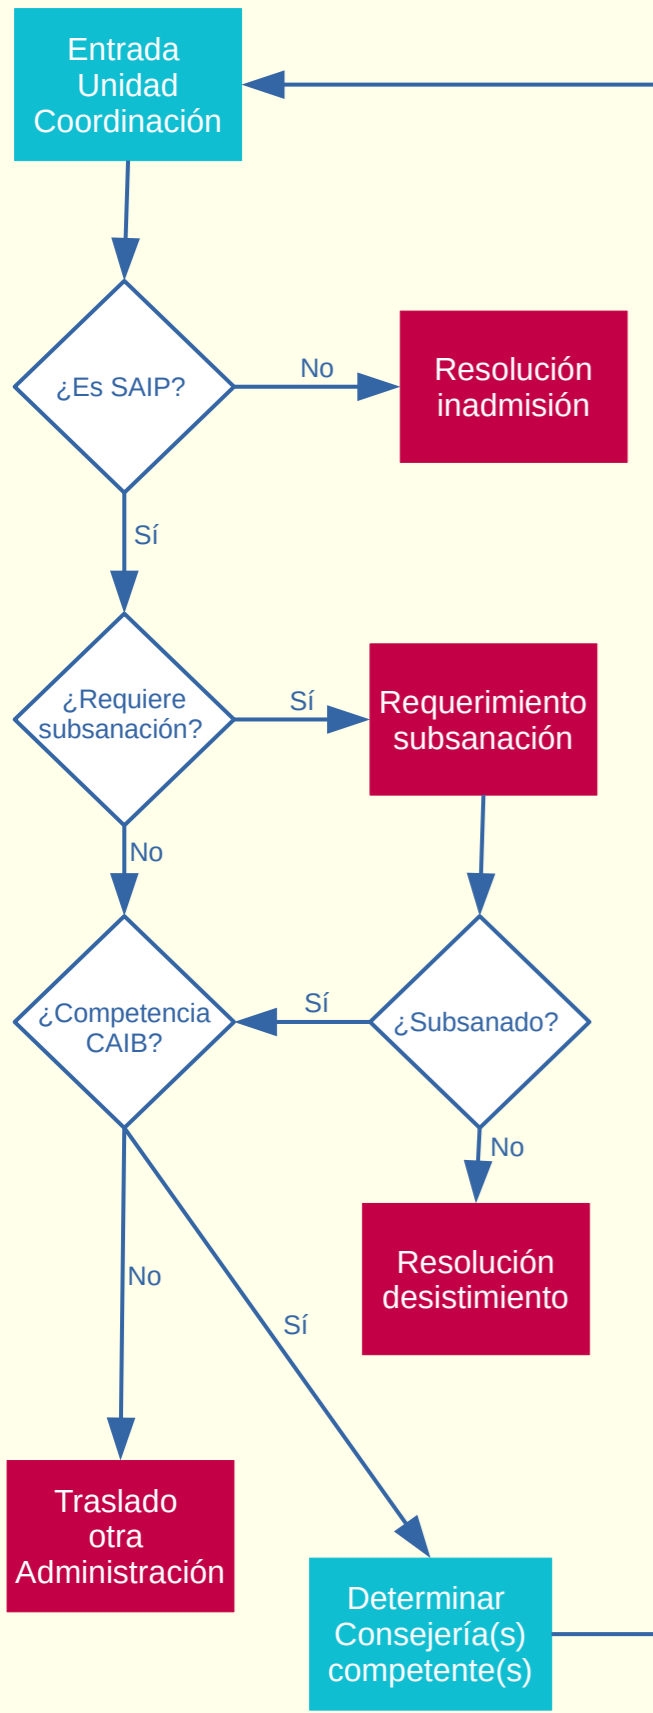 Entrada
Unidad
Coordinación
¿Es SAIP?
No
Resolución
inadmisión
Sí
¿Requiere
subsanación?
Sí
Requerimiento
subsanación
No
¿Competencia
CAIB?
Sí
¿Subsanado?
No
Resolución
desistimiento
No
Sí
Traslado
otra
Administración
Determinar
Consejería(s)
competente(s)